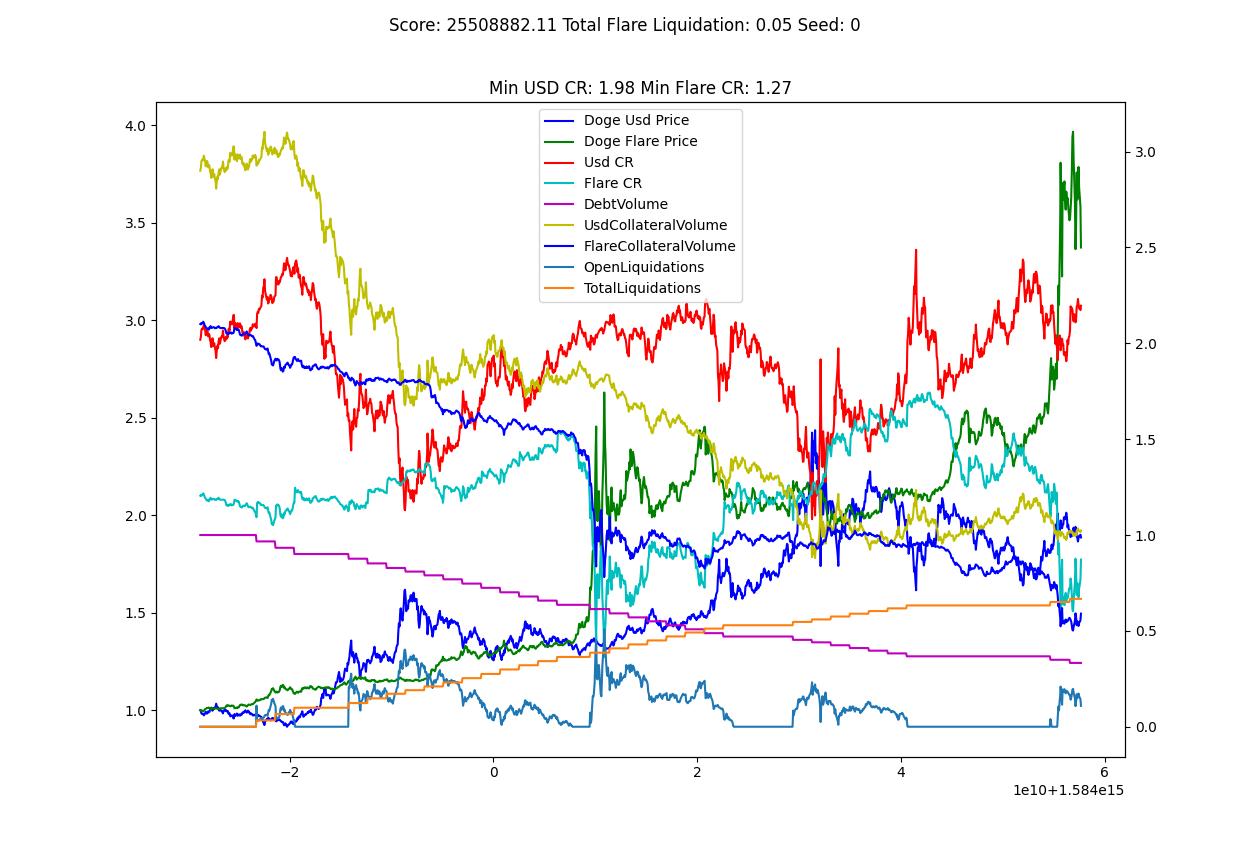 Score: 25508882.11 Total Flare Liquidation: 0.05 Seed: 0
Min USD CR: 1.98 Min Flare CR: 1.27
Doge Usd Price
Doge Flare Price
Usd CR
Flare CR
DebtVolume
UsdCollateralVolume
FlareCollateralVolume
OpenLiquidations
TotalLiquidations
4.0
3.5
3.0
2.5
2.0
1.5
1.0
3.0
2.5
2.0
1.5
1.0
0.5
0.0
−2 0 2 4 6
1e10+1.584e15